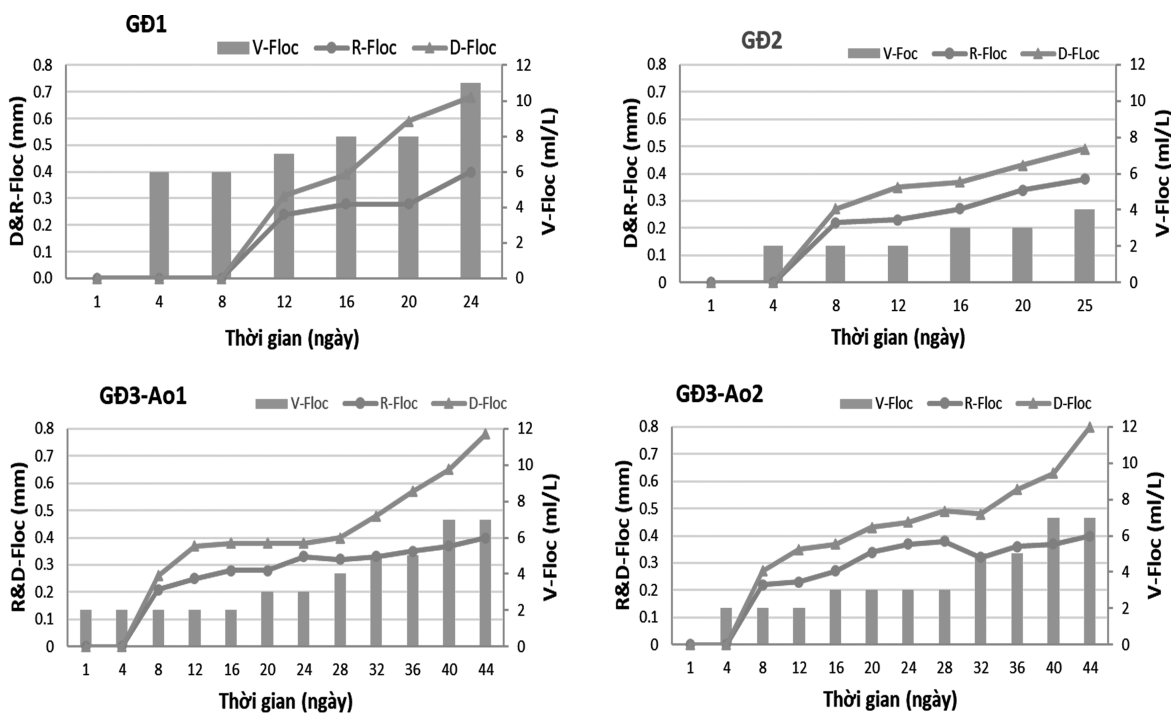 GĐ1
V-Floc R-Floc D-Floc
0.8
0.7
0.6
0.5
0.4
0.3
0.2
0.1
0.0
D&R-Floc (mm)
12
10
8
6
4
2
0
V-Floc (ml/L)
1 4 8 12 16 20 24
Thời gian (ngày)
GĐ2
V-Foc R-Floc D-FLoc
0.8
0.7
0.6
0.5
0.4
0.3
0.2
0.1
0
D&R-Floc (mm)
12
10
8
6
4
2
0
V-Floc (ml/L)
1 4 8 12 16 20 25
Thời gian (ngày)
GĐ3-Ao1
V-Floc R-Floc D-Floc
0.8
0.7
0.6
0.5
0.4
0.3
0.2
0.1
0
R&D-Floc (mm)
12
10
8
6
4
2
0
V-Floc (ml/L)
1 4 8 12 16 20 24 28 32 36 40 44
Thời gian (ngày)
GĐ3-Ao2
V-Floc R-Floc D-Floc
0.8
0.7
0.6
0.5
0.4
0.3
0.2
0.1
0
R&D-Floc (mm)
12
10
8
6
4
2
0
V-Floc (ml/L)
1 4 8 12 16 20 24 28 32 36 40 44
Thời gian (ngày)